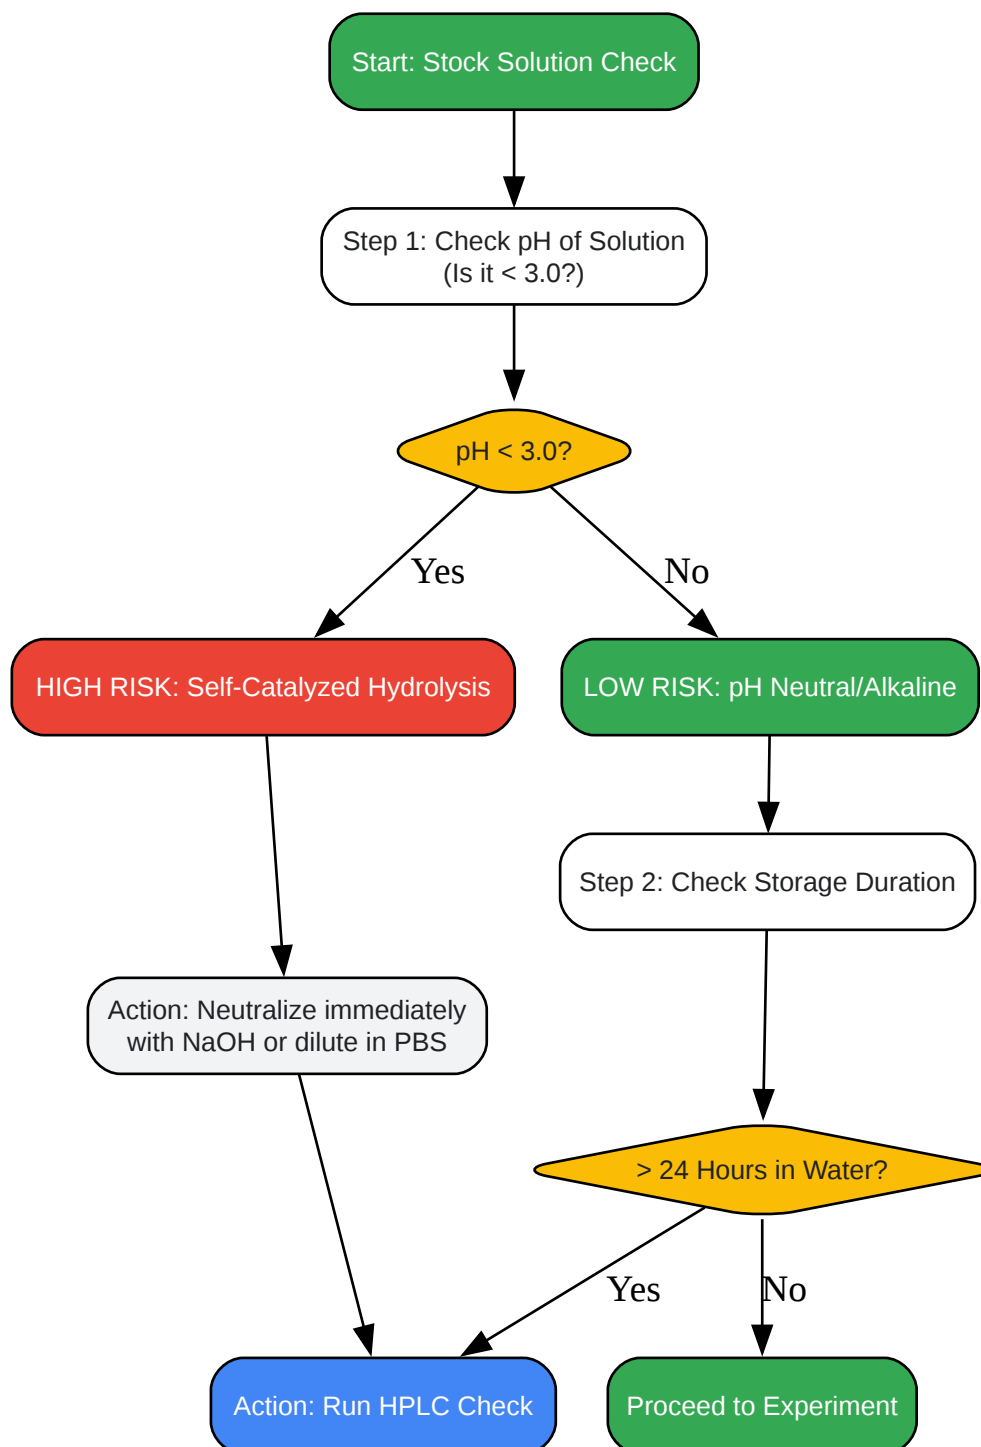 Start: Stock Solution Check
Step 1: Check pH of Solution
(Is it < 3.0?)
pH < 3.0?
Yes
No
HIGH RISK: Self-Catalyzed Hydrolysis
LOW RISK: pH Neutral/Alkaline
Step 2: Check Storage Duration
Action: Neutralize immediately
with NaOH or dilute in PBS
> 24 Hours in Water?
Yes
No
Action: Run HPLC Check
Proceed to Experiment